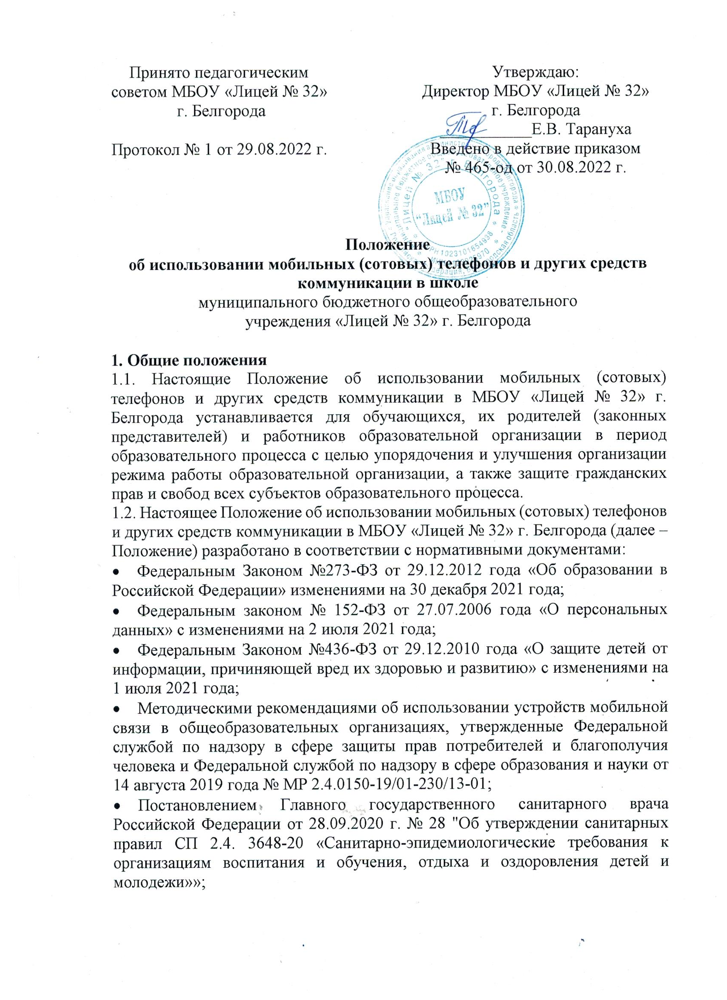 Принято педагогическим
советом МБОУ «Лицей № 32»
г. Белгорода
Протокол № 1 от 29.08.2022 г.
Утверждаю:
Директор МБОУ «Лицей № 32»
г. Белгорода
____________Е.В. Тарануха
Введено в действие приказом
№ 465-од от 30.08.2022 г.
МБОУ
“Лицей № 32”
"Лицей № 32" г. Белгорода
1023101654938
Положение
об использовании мобильных (сотовых) телефонов и других средств
коммуникации в школе
муниципального бюджетного общеобразовательного
учреждения «Лицей № 32» г. Белгорода
1. Общие положения
1.1. Настоящие Положение об использовании мобильных (сотовых)
телефонов и других средств коммуникации в МБОУ «Лицей № 32» г.
Белгорода устанавливается для обучающихся, их родителей (законных
представителей) и работников образовательной организации в период
образовательного процесса с целью упорядочения и улучшения организации
режима работы образовательной организации, а также защите гражданских
прав и свобод всех субъектов образовательного процесса.
1.2. Настоящее Положение об использовании мобильных (сотовых) телефонов
и других средств коммуникации в МБОУ «Лицей № 32» г. Белгорода (далее –
Положение) разработано в соответствии с нормативными документами:
• Федеральным Законом №273-ФЗ от 29.12.2012 года «Об образовании в
Российской Федерации» изменениями на 30 декабря 2021 года;
• Федеральным законом № 152-ФЗ от 27.07.2006 года «О персональных
данных» с изменениями на 2 июля 2021 года;
• Федеральным Законом №436-ФЗ от 29.12.2010 года «О защите детей от
информации, причиняющей вред их здоровью и развитию» с изменениями на
1 июля 2021 года;
• Методическими рекомендациями об использовании устройств мобильной
связи в общеобразовательных организациях, утвержденные Федеральной
службой по надзору в сфере защиты прав потребителей и благополучия
человека и Федеральной службой по надзору в сфере образования и науки от
14 августа 2019 года № МР 2.4.0150-19/01-230/13-01;
• Постановлением Главного государственного санитарного врача
Российской Федерации от 28.09.2020 г. № 28 "Об утверждении санитарных
правил СП 2.4. 3648-20 «Санитарно-эпидемиологические требования к
организациям воспитания и обучения, отдыха и оздоровления детей и
молодежи»»;